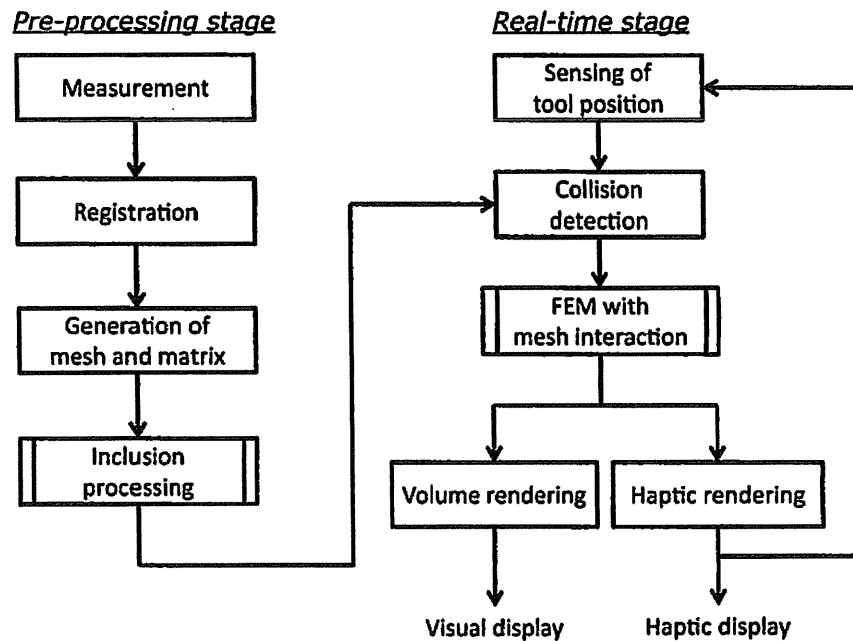 Pre-processing stage
Measurement
Registration
Generation of
mesh and matrix
Inclusion
processing
Real-time stage
Sensing of
tool position
Collision
detection
FEM with
mesh interaction
Volume rendering
Haptic rendering
Visual display
Haptic display